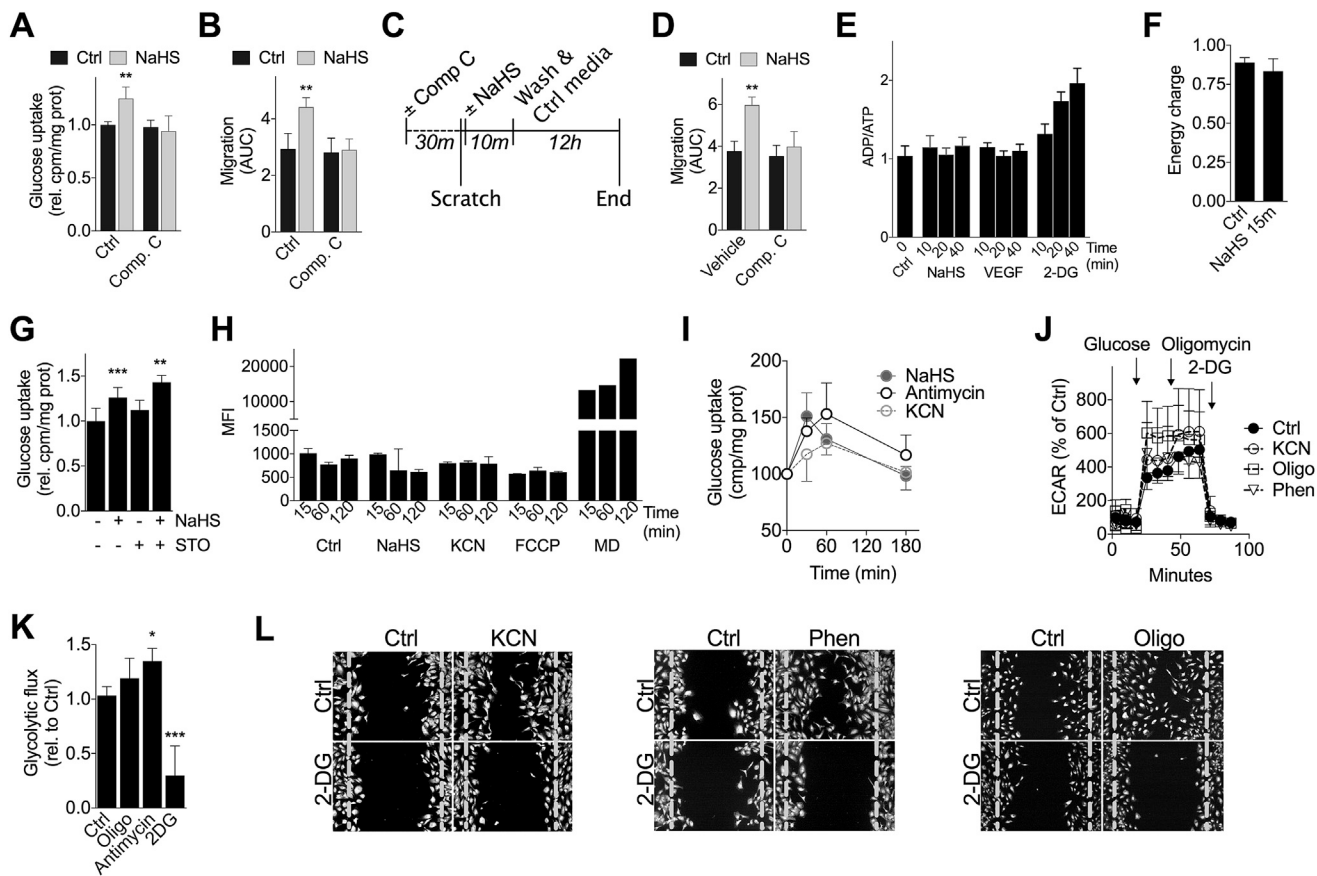 A
Ctrl NaHS
Glucose uptake
(rel. cpm/mg prot)
**
1.5
1.0
0.5
0.0
Ctrl
Comp. C
B
Ctrl NaHS
Migration
(AUC)
**
4
2
0
Ctrl
Comp. C
C
± Comp C
± NaHS
Wash &
Ctrl media
30m 10m 12h
Scratch End
D
Ctrl NaHS
Migration
(AUC)
**
6
4
2
0
Vehicle
Comp. C
E
ADP/ATP
2
1
0
0 10 20 40 10 20 40 10 20 40 Time
Ctrl NaHS VEGF 2-DG (min)
F
Energy charge
1.00
0.75
0.50
0.25
0.00
Ctrl
NaHS 15m
G
Glucose uptake
(rel. cpm/mg prot)
*** **
1.5
1.0
0.5
0.0
- + - + NaHS
- - + + STO
H
MFI
20000
10000
1500
1000
500
0
15 60 120 15 60 120 15 60 120 15 60 120 15 60 120 Time
(min)
Ctrl NaHS KCN FCCP MD
I
Glucose uptake
(cmp/mg prot)
200
150
100
50
NaHS
Antimycin
KCN
0 60 120 180
Time (min)
J
Glucose Oligomycin
2-DG
ECAR (% of Ctrl)
800
600
400
200
0
Ctrl
KCN
Oligo
Phen
0 50 100
Minutes
K
Glycolytic flux
(rel. to Ctrl)
* ***
1.5
1.0
0.5
0.0
Ctrl
Oligo
Antimycin
2DG
L
Ctrl KCN
Ctrl
2-DG
Ctrl Phen
Ctrl
2-DG
Ctrl Oligo
Ctrl
2-DG